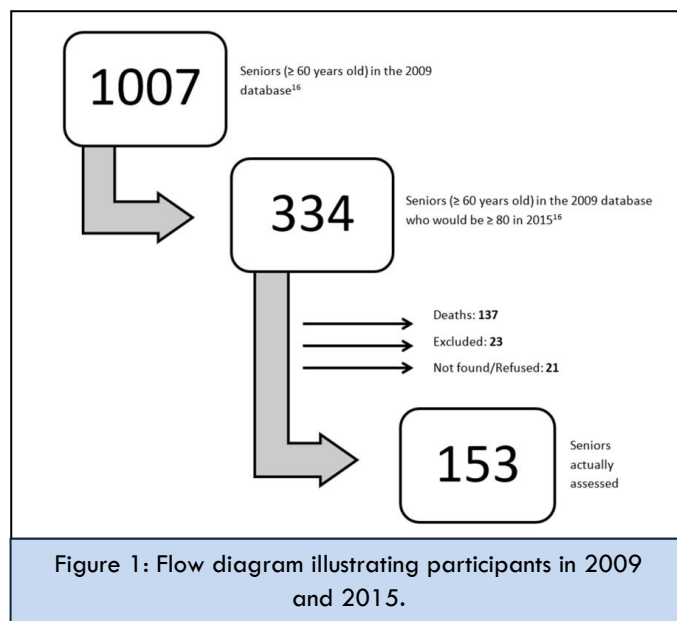 1007
Seniors (≥ 60 years old) in the 2009
database¹⁶
334
Seniors (≥ 60 years old) in the 2009 database
who would be ≥ 80 in 2015¹⁶
Deaths: 137
Excluded: 23
Not found/Refused: 21
153
Seniors
actually
assessed
Figure 1: Flow diagram illustrating participants in 2009
and 2015.